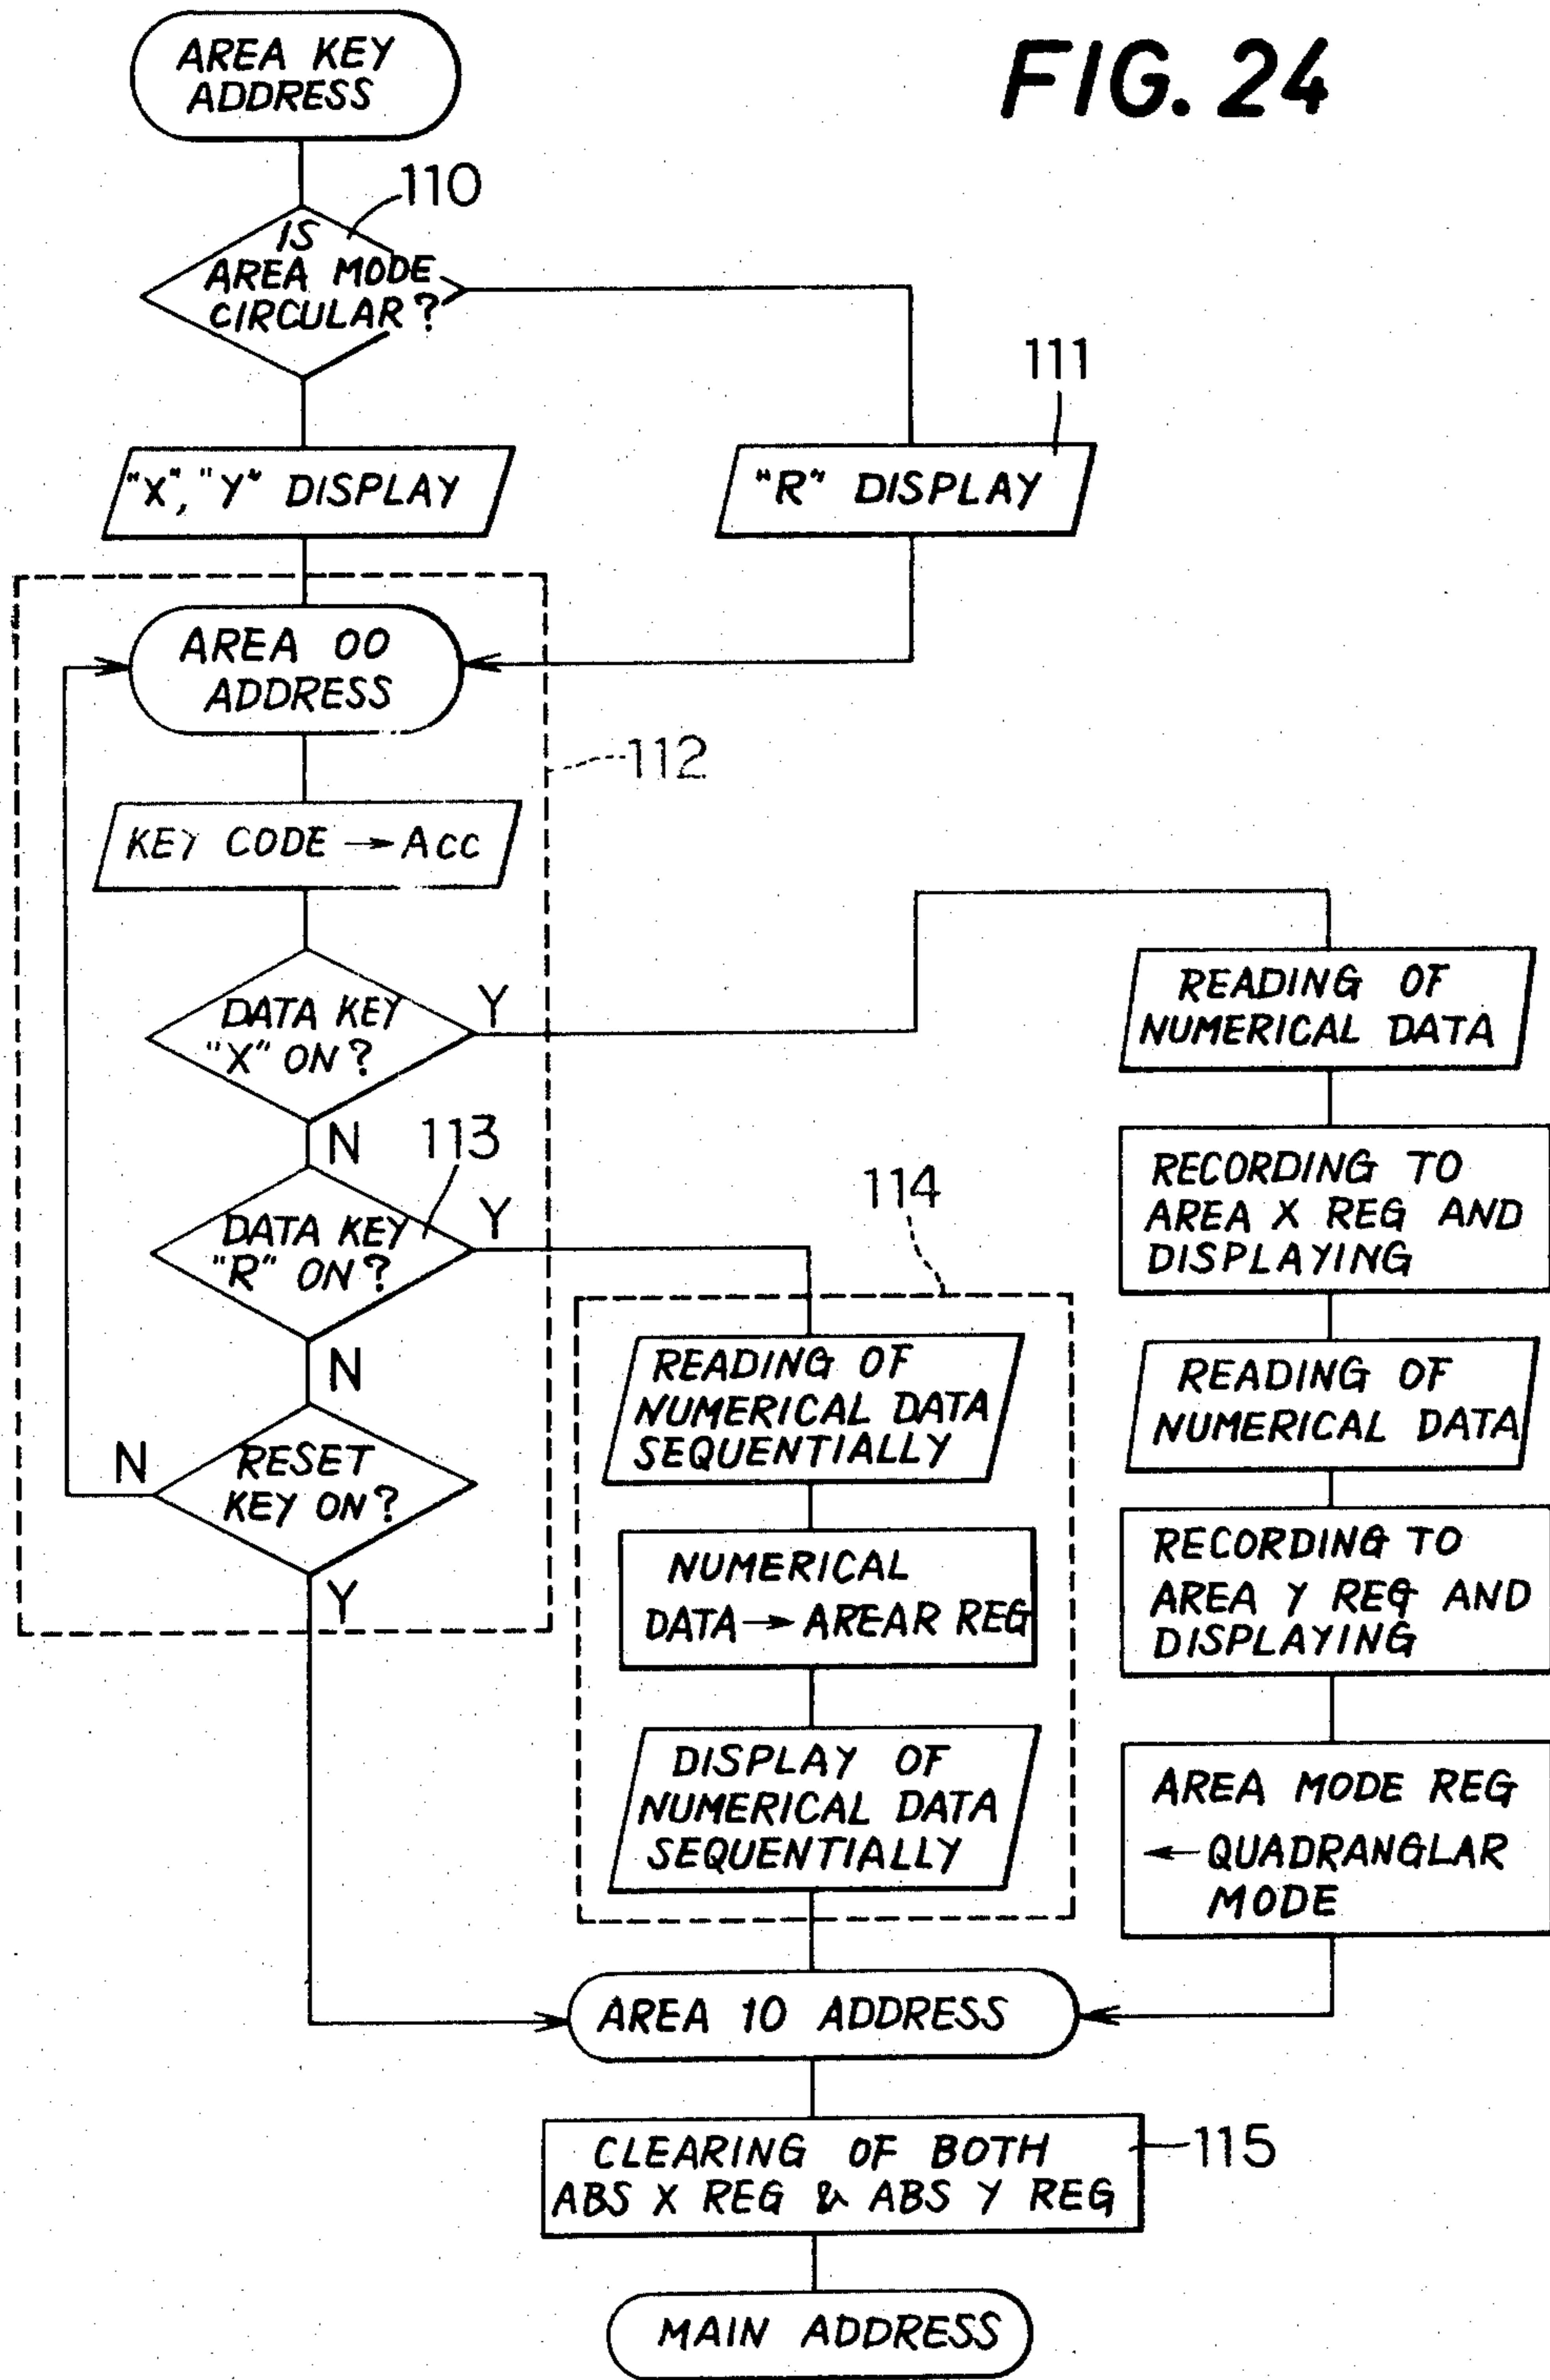 FIG. 24
AREA KEY
ADDRESS
110
IS
AREA MODE
CIRCULAR?
111
"X", "Y" DISPLAY
"R" DISPLAY
AREA 00
ADDRESS
112
KEY CODE → Acc
DATA KEY
"X" ON?
Y
N
113
DATA KEY
"R" ON?
Y
N
RESET
KEY ON?
N
Y
114
READING OF
NUMERICAL DATA
SEQUENTIALLY
NUMERICAL
DATA → AREAR REG
DISPLAY OF
NUMERICAL DATA
SEQUENTIALLY
READING OF
NUMERICAL DATA
RECORDING TO
AREA X REG AND
DISPLAYING
READING OF
NUMERICAL DATA
RECORDING TO
AREA Y REG AND
DISPLAYING
AREA MODE REG
← QUADRANGLAR
MODE
AREA 10 ADDRESS
CLEARING OF BOTH
ABS X REG & ABS Y REG
115
MAIN ADDRESS